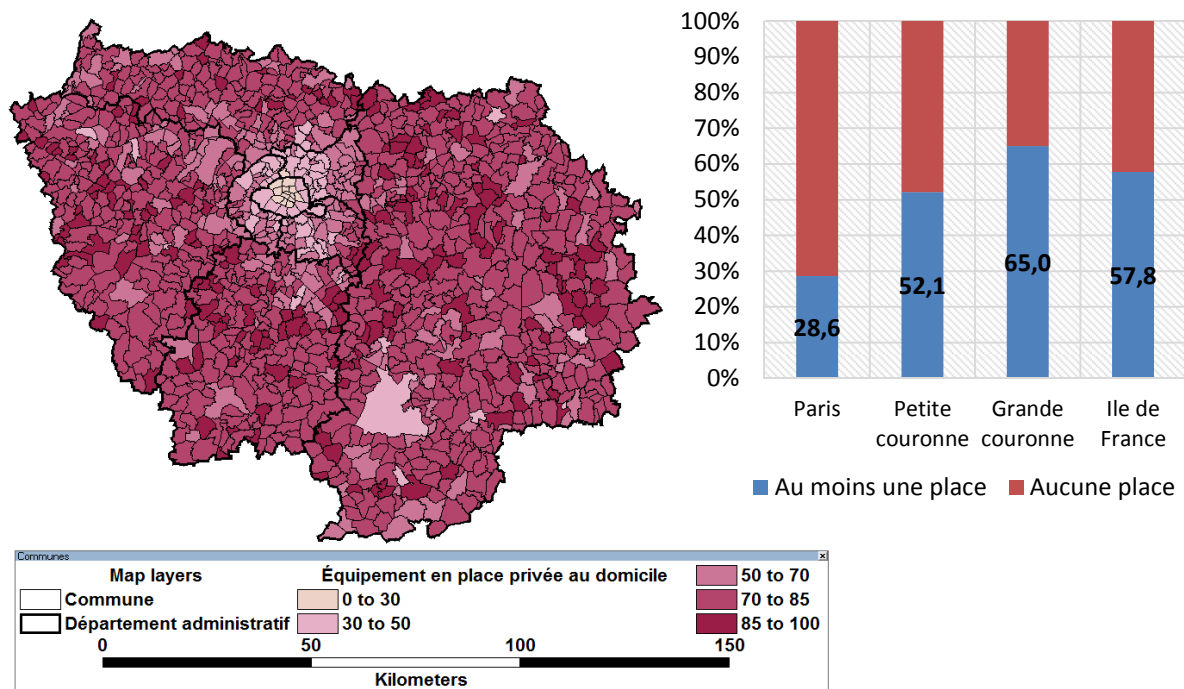 100%
90%
80%
70%
60%
50%
40%
30%
20%
10%
0%
28,6
52,1
65,0
57,8
Paris
Petite
couronne
Grande
couronne
Ile de
France
Au moins une place
Aucune place
Communes
Map layers
Commune
Département administratif
Équipement en place privée au domicile
0 to 30
30 to 50
50 to 70
70 to 85
85 to 100
0
50
100
150
Kilometers